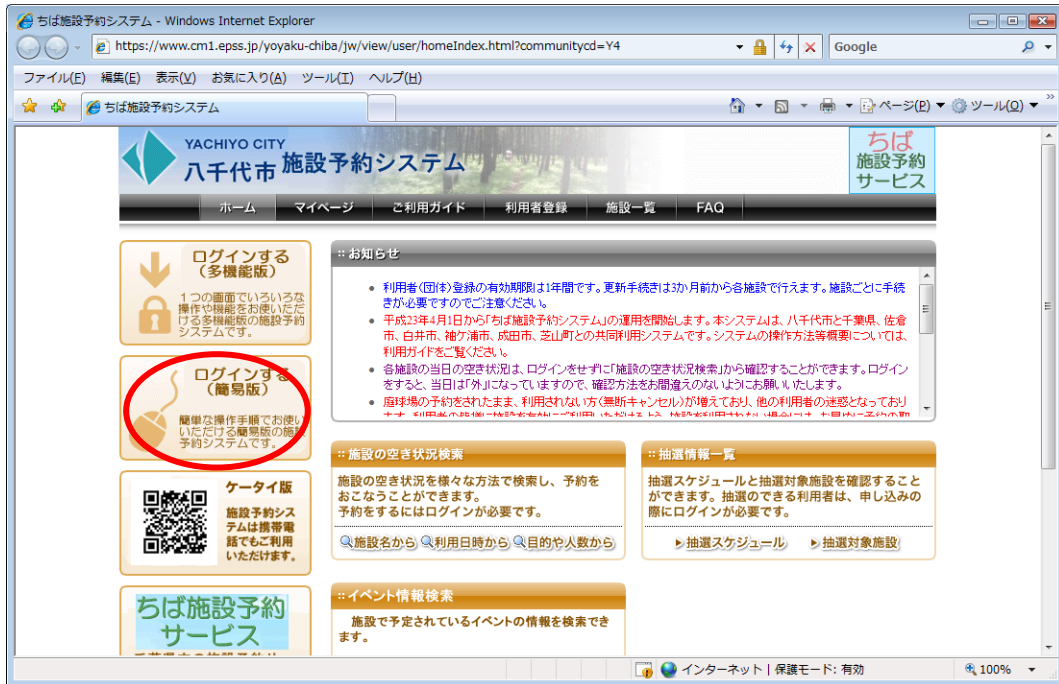 ちば施設予約システム - Windows Internet Explorer
https://www.cm1.epss.jp/yoyaku-chiba/jw/view/user/homeIndex.html?communitycd=Y4
Google
ファイル(F) 編集(E) 表示(V) お気に入り(A) ツール(T) ヘルプ(H)
ちば施設予約システム
ページ(P) ツール(O)
YACHIYO CITY
八千代市 施設予約システム
ちば
施設予約
サービス
ホーム マイページ ご利用ガイド 利用者登録 施設一覧 FAQ
ログインする
(多機能版)
1つの画面でいろいろな
操作や機能をお使いただ
ける多機能版の施設予約
システムです。
ログインする
(簡易版)
簡単な操作手順でお使い
いただける簡易版の施設
予約システムです。
ケータイ版
施設予約シス
テムは携帯電
話でもご利用
いただけます。
ちば施設予約
サービス
お知らせ
利用者(団体)登録の有効期限は1年間です。更新手続きは3か月前から各施設で行えます。施設ごとに手続
きが必要ですのでご注意ください。
平成23年4月1日から「ちば施設予約システム」の運用を開始します。本システムは、八千代市と千葉県、佐倉
市、白井市、袖ケ浦市、成田市、芝山町との共同利用システムです。システムの操作方法等概要については、
利用ガイドをご覧ください。
各施設の当日の空き状況は、ログインをせずに「施設の空き状況検索」から確認することができます。ログイン
をすると、当日は「外」になっていますので、確認方法をお間違えのないようにお願いいたします。
庭球場の予約をされたまま、利用されない方(無断キャンセル)が増えており、他の利用者の迷惑となっており
施設の空き状況検索
施設の空き状況を様々な方法で検索し、予約を
おこなうことができます。
予約をするにはログインが必要です。
施設名から 利用日時から 目的や人数から
抽選情報一覧
抽選スケジュールと抽選対象施設を確認すること
ができます。抽選のできる利用者は、申し込みの
際にログインが必要です。
抽選スケジュール 抽選対象施設
イベント情報検索
施設で予定されているイベントの情報を検索でき
ます。
インターネット | 保護モード: 有効
100%